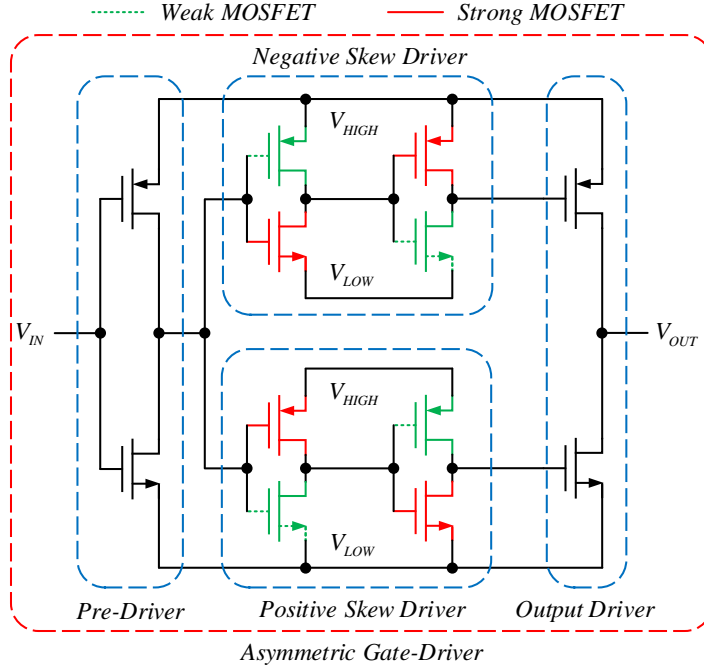 Weak MOSFET
Strong MOSFET
Negative Skew Driver
V_HIGH
V_LOW
V_IN
V_OUT
V_HIGH
V_LOW
Pre-Driver
Positive Skew Driver
Output Driver
Asymmetric Gate-Driver